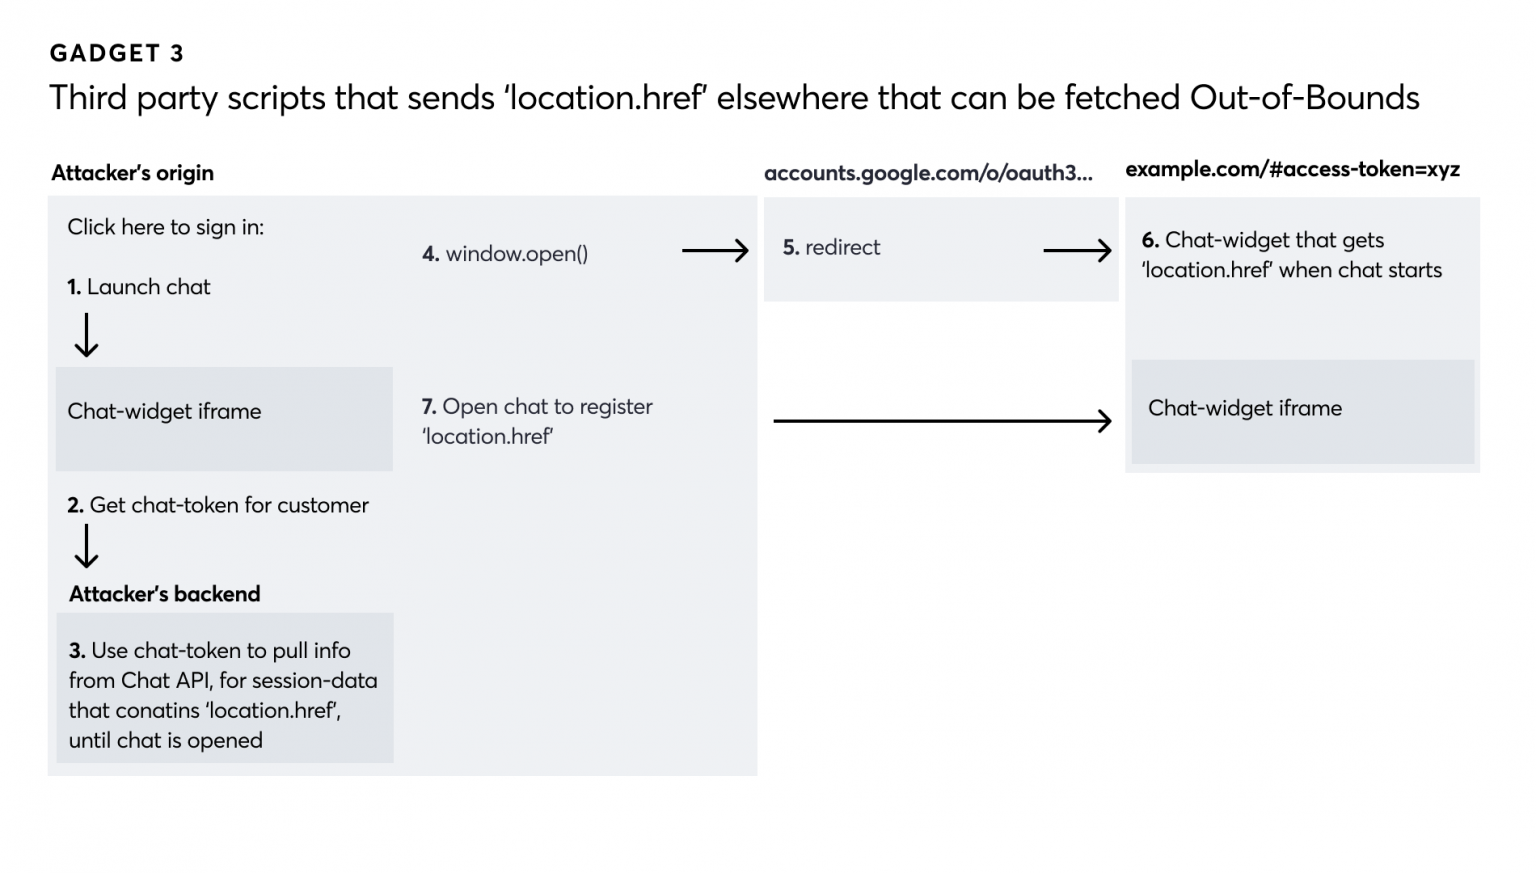 GADGET 3
Third party scripts that sends ‘location.href’ elsewhere that can be fetched Out-of-Bounds
Attacker’s origin
Click here to sign in:
1. Launch chat
Chat-widget iframe
2. Get chat-token for customer
Attacker’s backend
3. Use chat-token to pull info
from Chat API, for session-data
that conatins ‘location.href’,
until chat is opened
4. window.open()
7. Open chat to register
‘location.href’
accounts.google.com/o/oauth3...
5. redirect
example.com/#access-token=xyz
6. Chat-widget that gets
‘location.href’ when chat starts
Chat-widget iframe